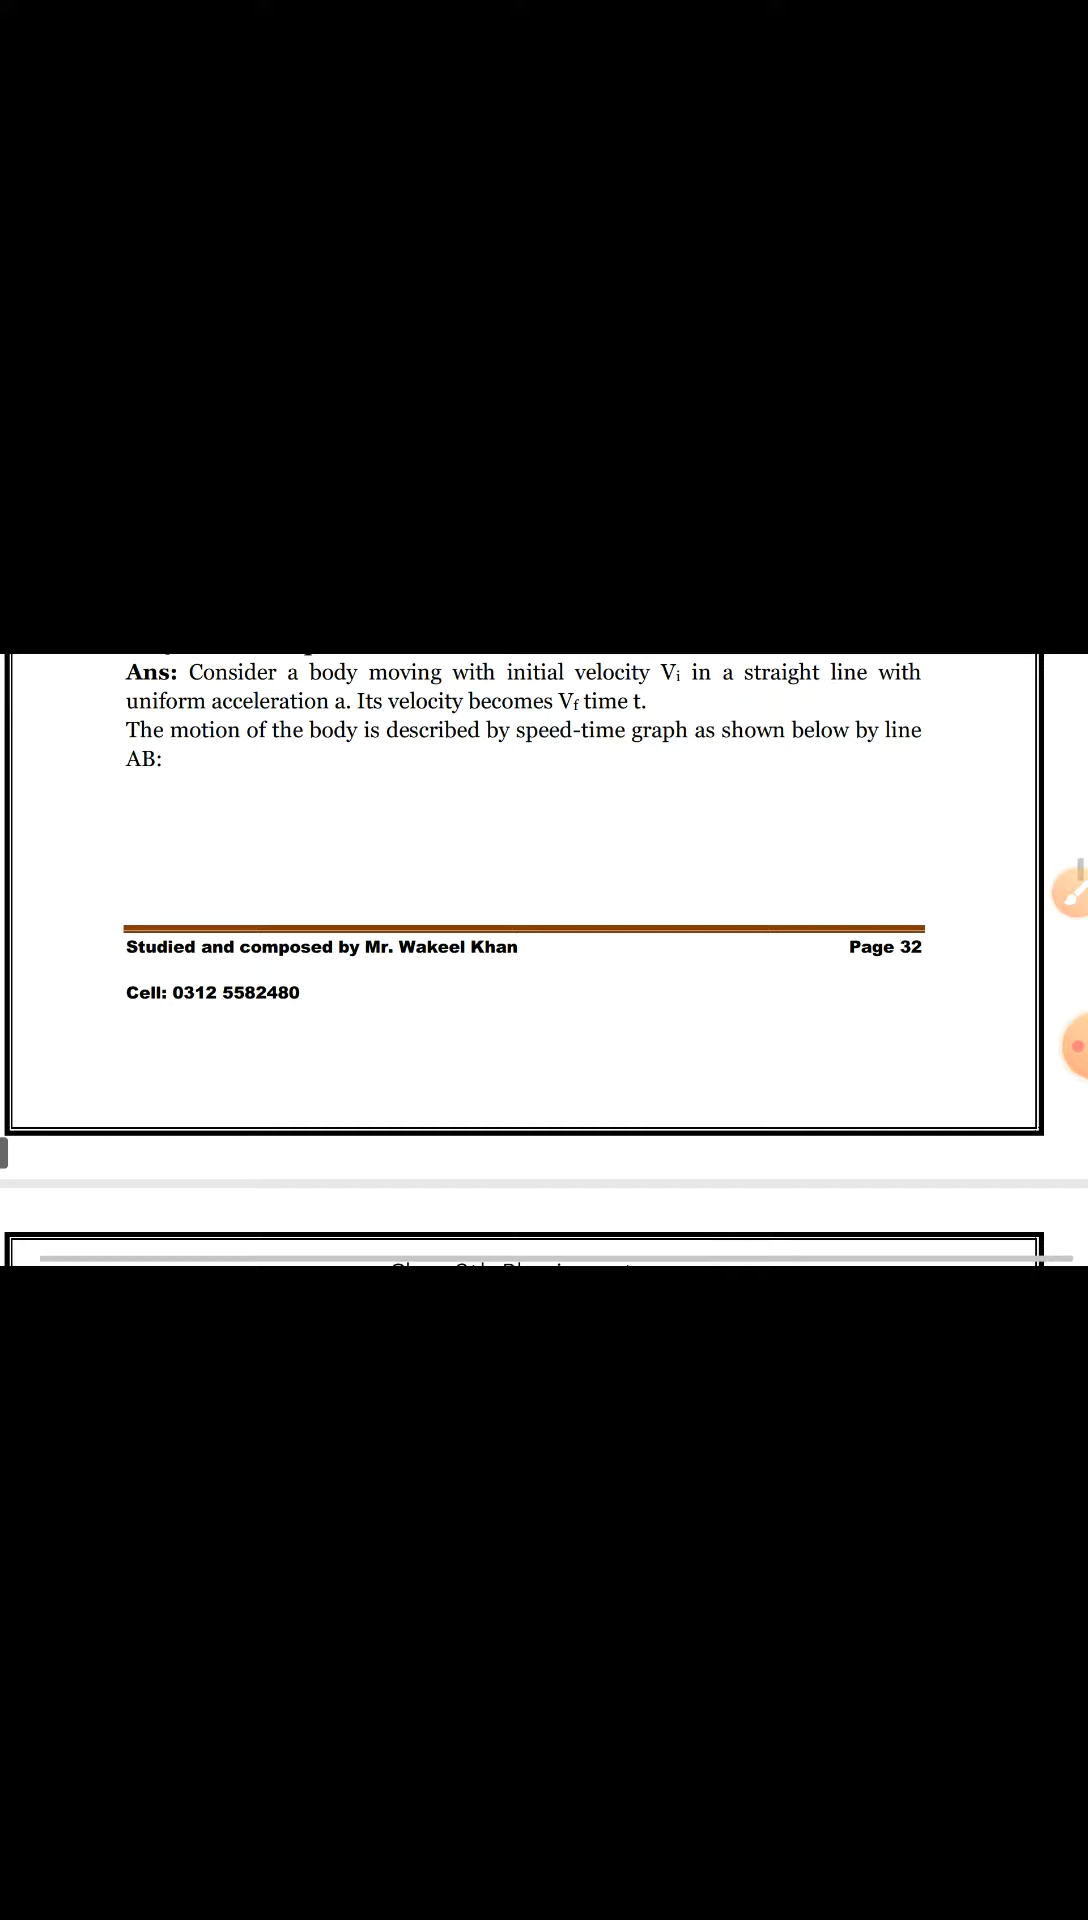 Ans: Consider a body moving with initial velocity Vi in a straight line with
uniform acceleration a. Its velocity becomes Vf time t.
The motion of the body is described by speed-time graph as shown below by line
AB:
Studied and composed by Mr. Wakeel Khan Page 32
Cell: 0312 5582480